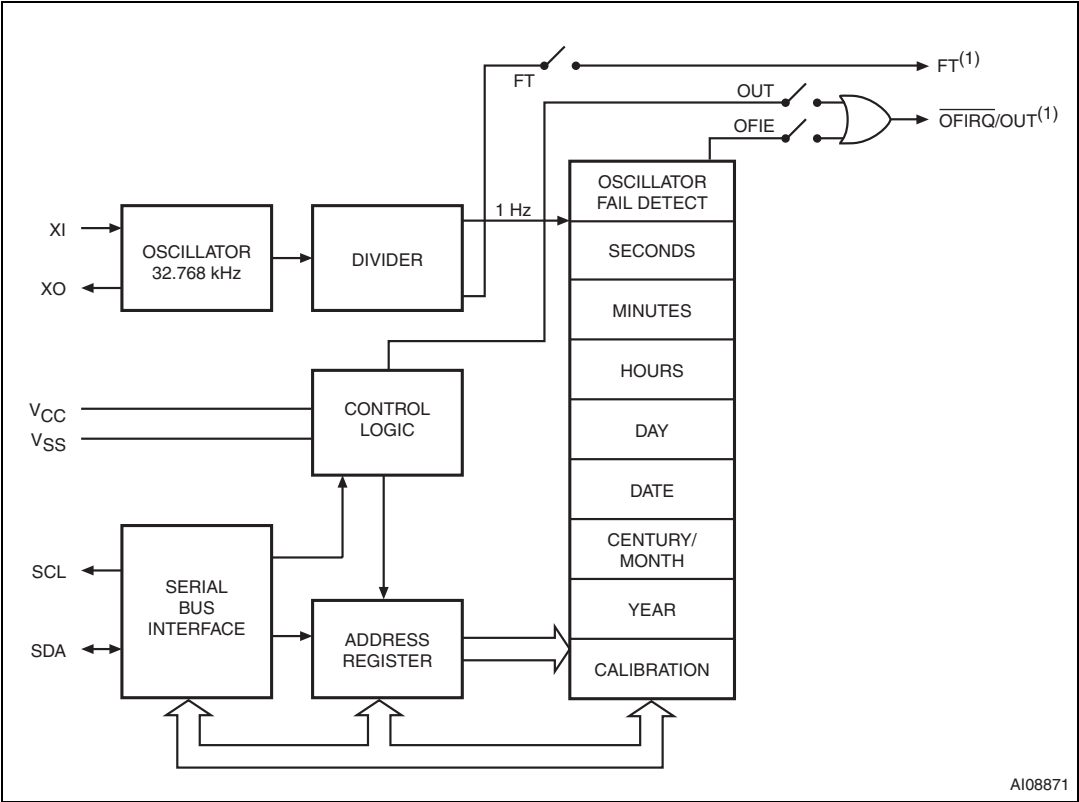 FT
FT(1)
OUT
OFIE
OFIRQ/OUT(1)
OSCILLATOR
FAIL DETECT
1 Hz
XI
XO
OSCILLATOR
32.768 kHz
DIVIDER
SECONDS
MINUTES
HOURS
DAY
DATE
CENTURY/
MONTH
YEAR
CALIBRATION
VCC
VSS
CONTROL
LOGIC
SCL
SDA
SERIAL
BUS
INTERFACE
ADDRESS
REGISTER
AI08871